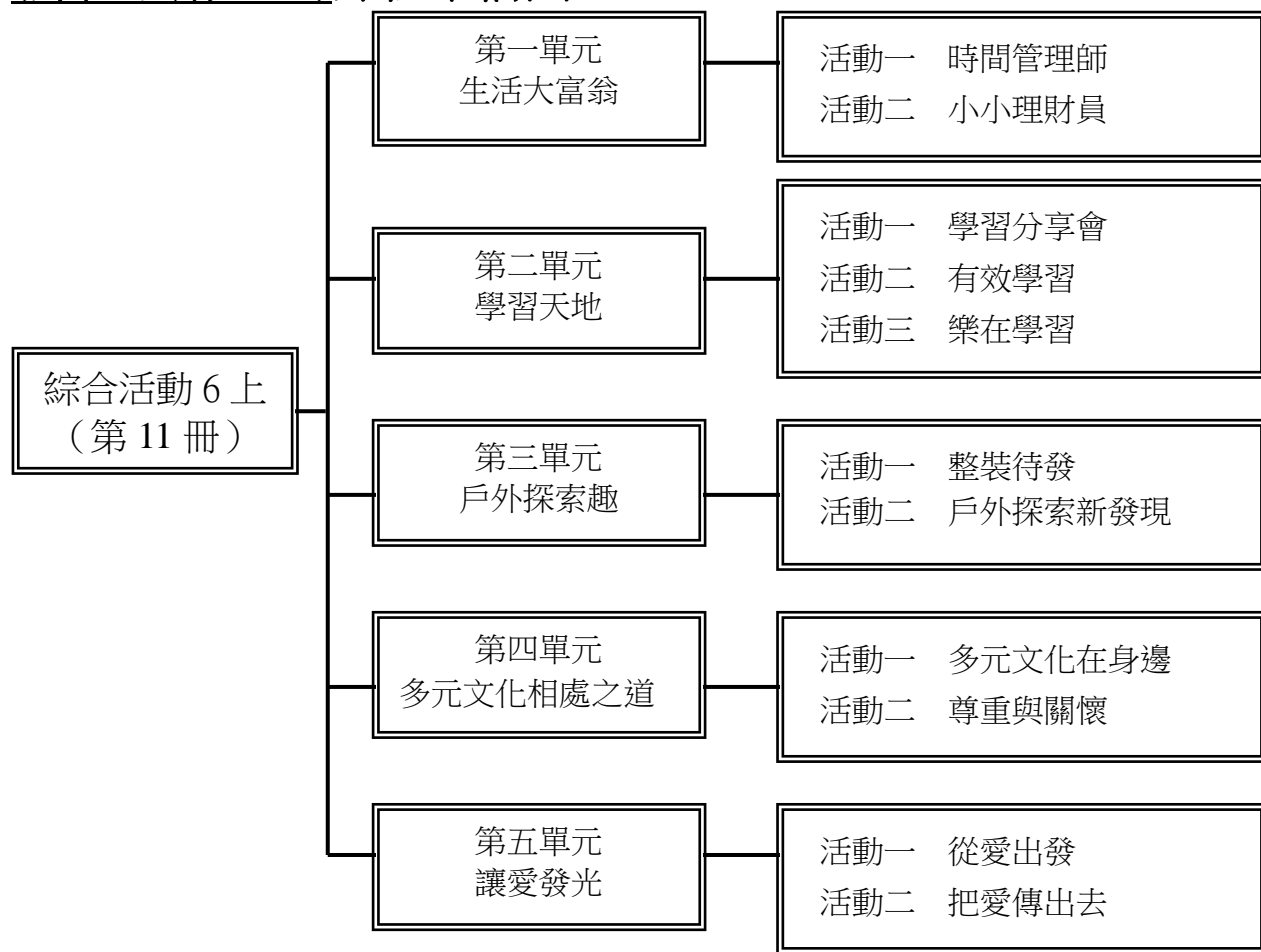 第一單元
生活大富翁
活動一　時間管理師
活動二　小小理財員
第二單元
學習天地
活動一　學習分享會
活動二　有效學習
活動三　樂在學習
綜合活動 6 上
（第 11 冊）
第三單元
戶外探索趣
活動一　整裝待發
活動二　戶外探索新發現
第四單元
多元文化相處之道
活動一　多元文化在身邊
活動二　尊重與關懷
第五單元
讓愛發光
活動一　從愛出發
活動二　把愛傳出去